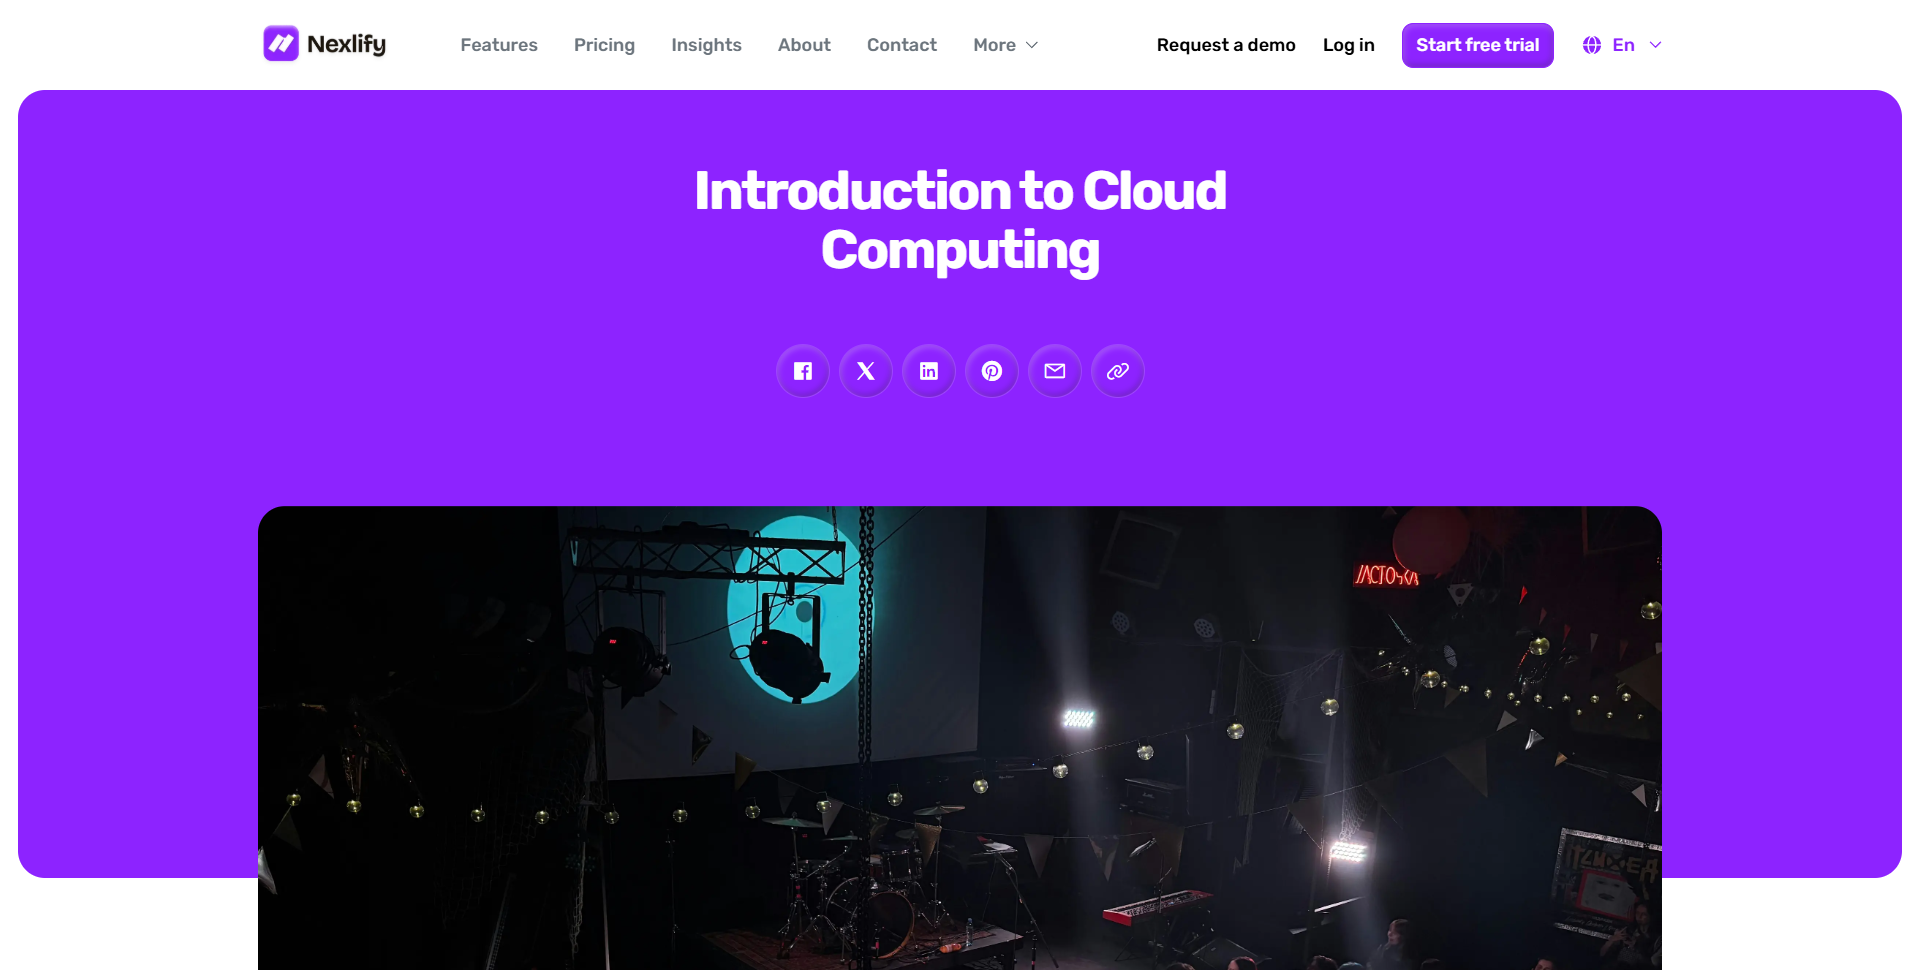 Nexlify
Features
Pricing
Insights
About
Contact
More
Request a demo
Log in
Start free trial
En
Introduction to Cloud
Computing